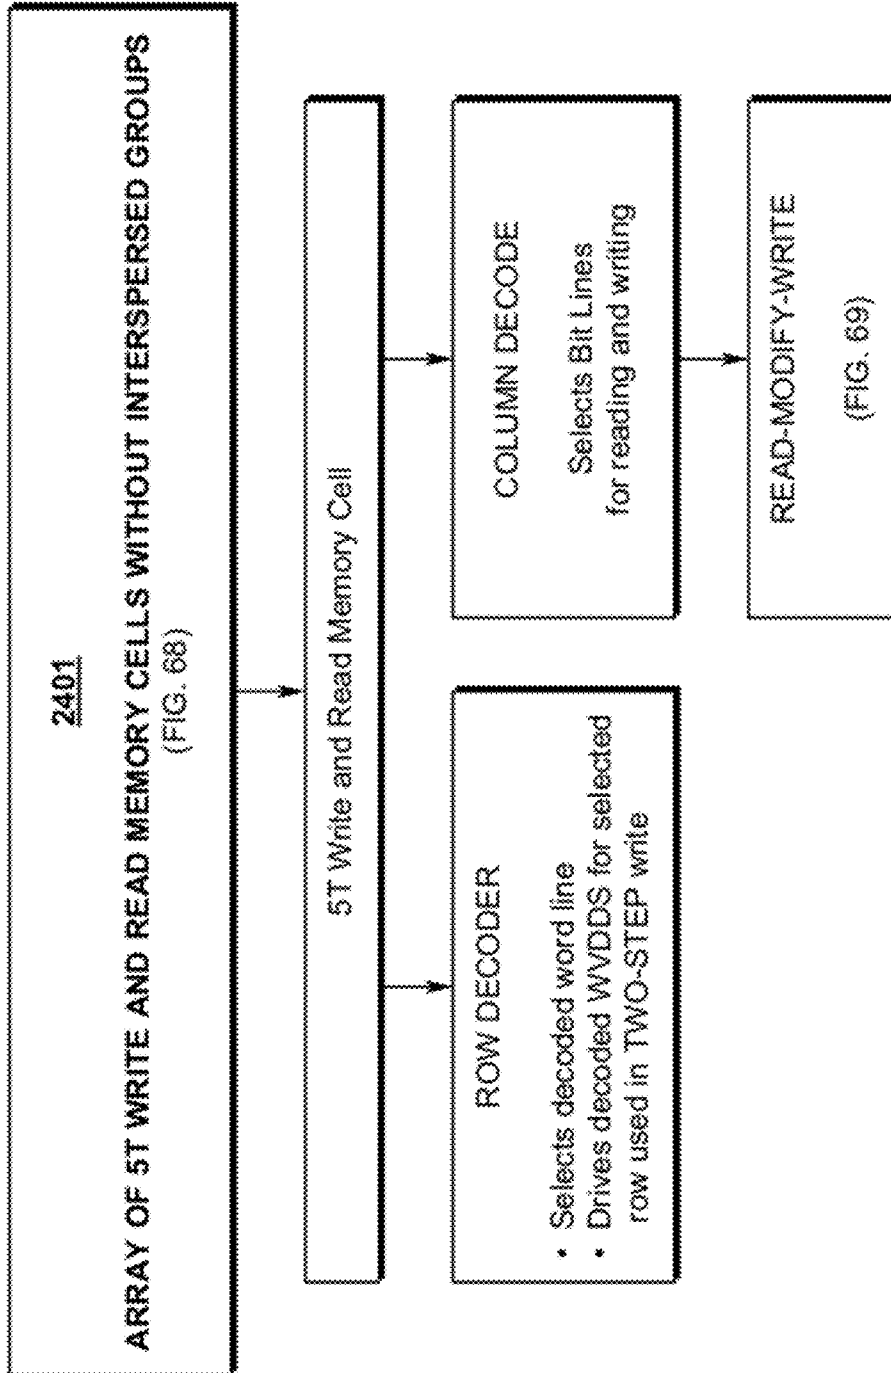 2401
ARRAY OF 5T WRITE AND READ MEMORY CELLS WITHOUT INTERSPERSED GROUPS
(FIG. 68)
5T Write and Read Memory Cell
ROW DECODER
• Selects decoded word line
• Drives decoded WVDDS for selected
row used in TWO-STEP write
COLUMN DECODE
Selects Bit Lines
for reading and writing
READ-MODIFY-WRITE
(FIG. 69)